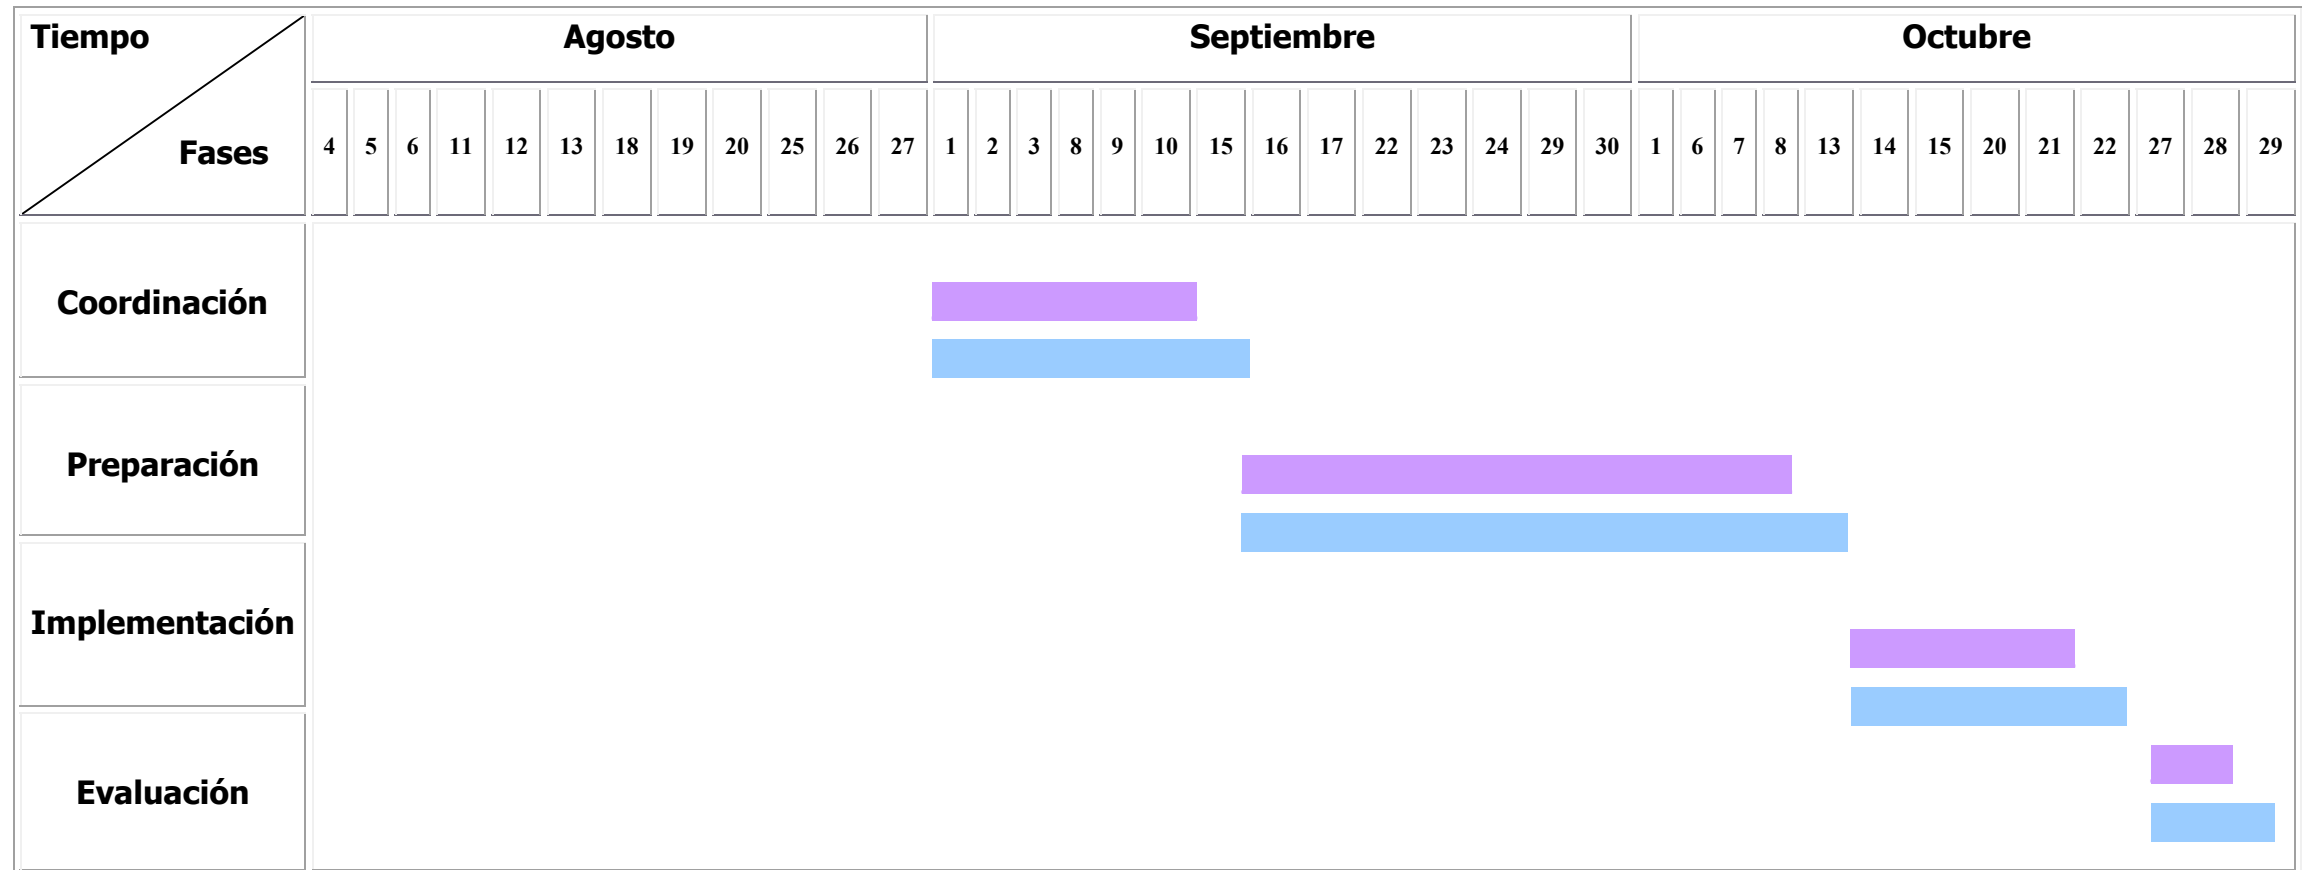 Tiempo
Agosto
Septiembre
Octubre
Fases
4 5 6 11 12 13 18 19 20 25 26 27 1 2 3 8 9 10 15 16 17 22 23 24 29 30 1 6 7 8 13 14 15 20 21 22 27 28 29
Coordinación
Preparación
Implementación
Evaluación